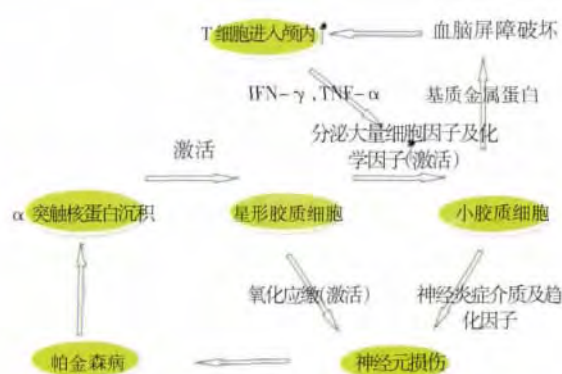 T 细胞进入颅内
血脑屏障破坏
IFN-γ ,TNF-α
基质金属蛋白
分泌大量细胞因子及化
学因子(激活)
激活
α 突触核蛋白沉积
星形胶质细胞
小胶质细胞
氧化应缴(激活)
神经炎症介质及趋
化因子
帕金森病
神经元损伤